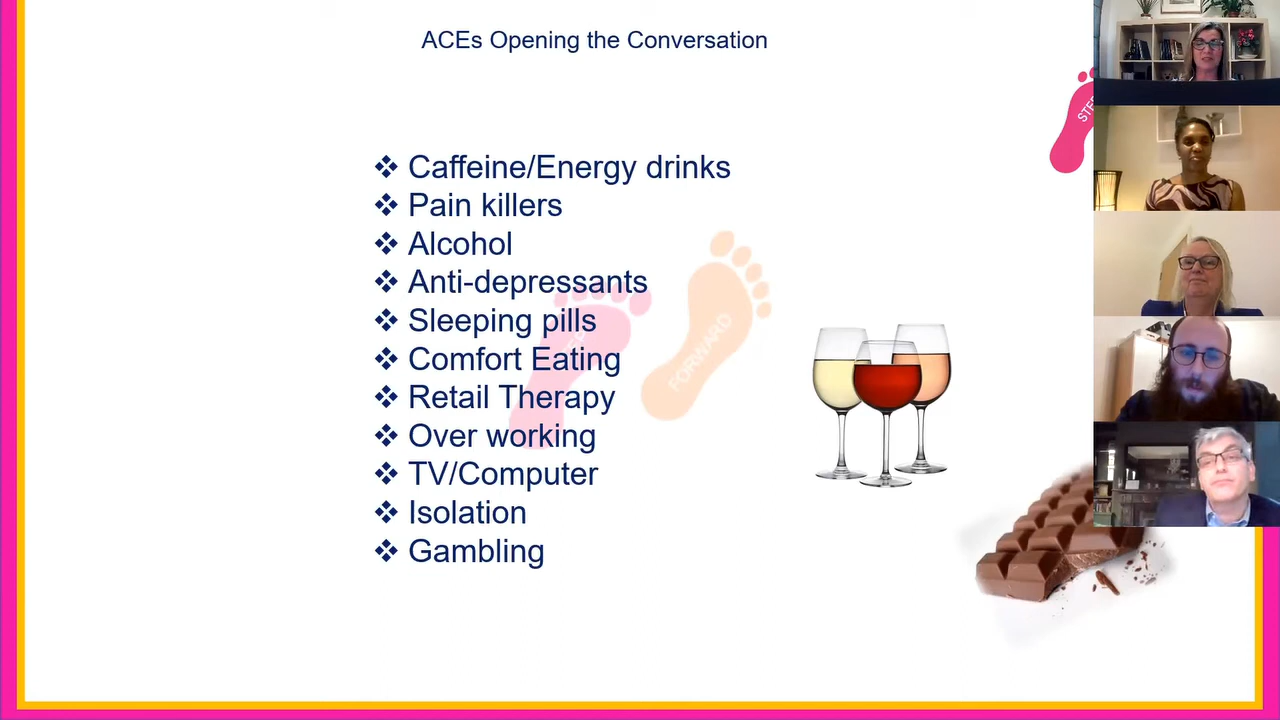 ACEs Opening the Conversation
❖ Caffeine/Energy drinks
❖ Pain killers
❖ Alcohol
❖ Anti-depressants
❖ Sleeping pills
❖ Comfort Eating
❖ Retail Therapy
❖ Over working
❖ TV/Computer
❖ Isolation
❖ Gambling
FORWARD